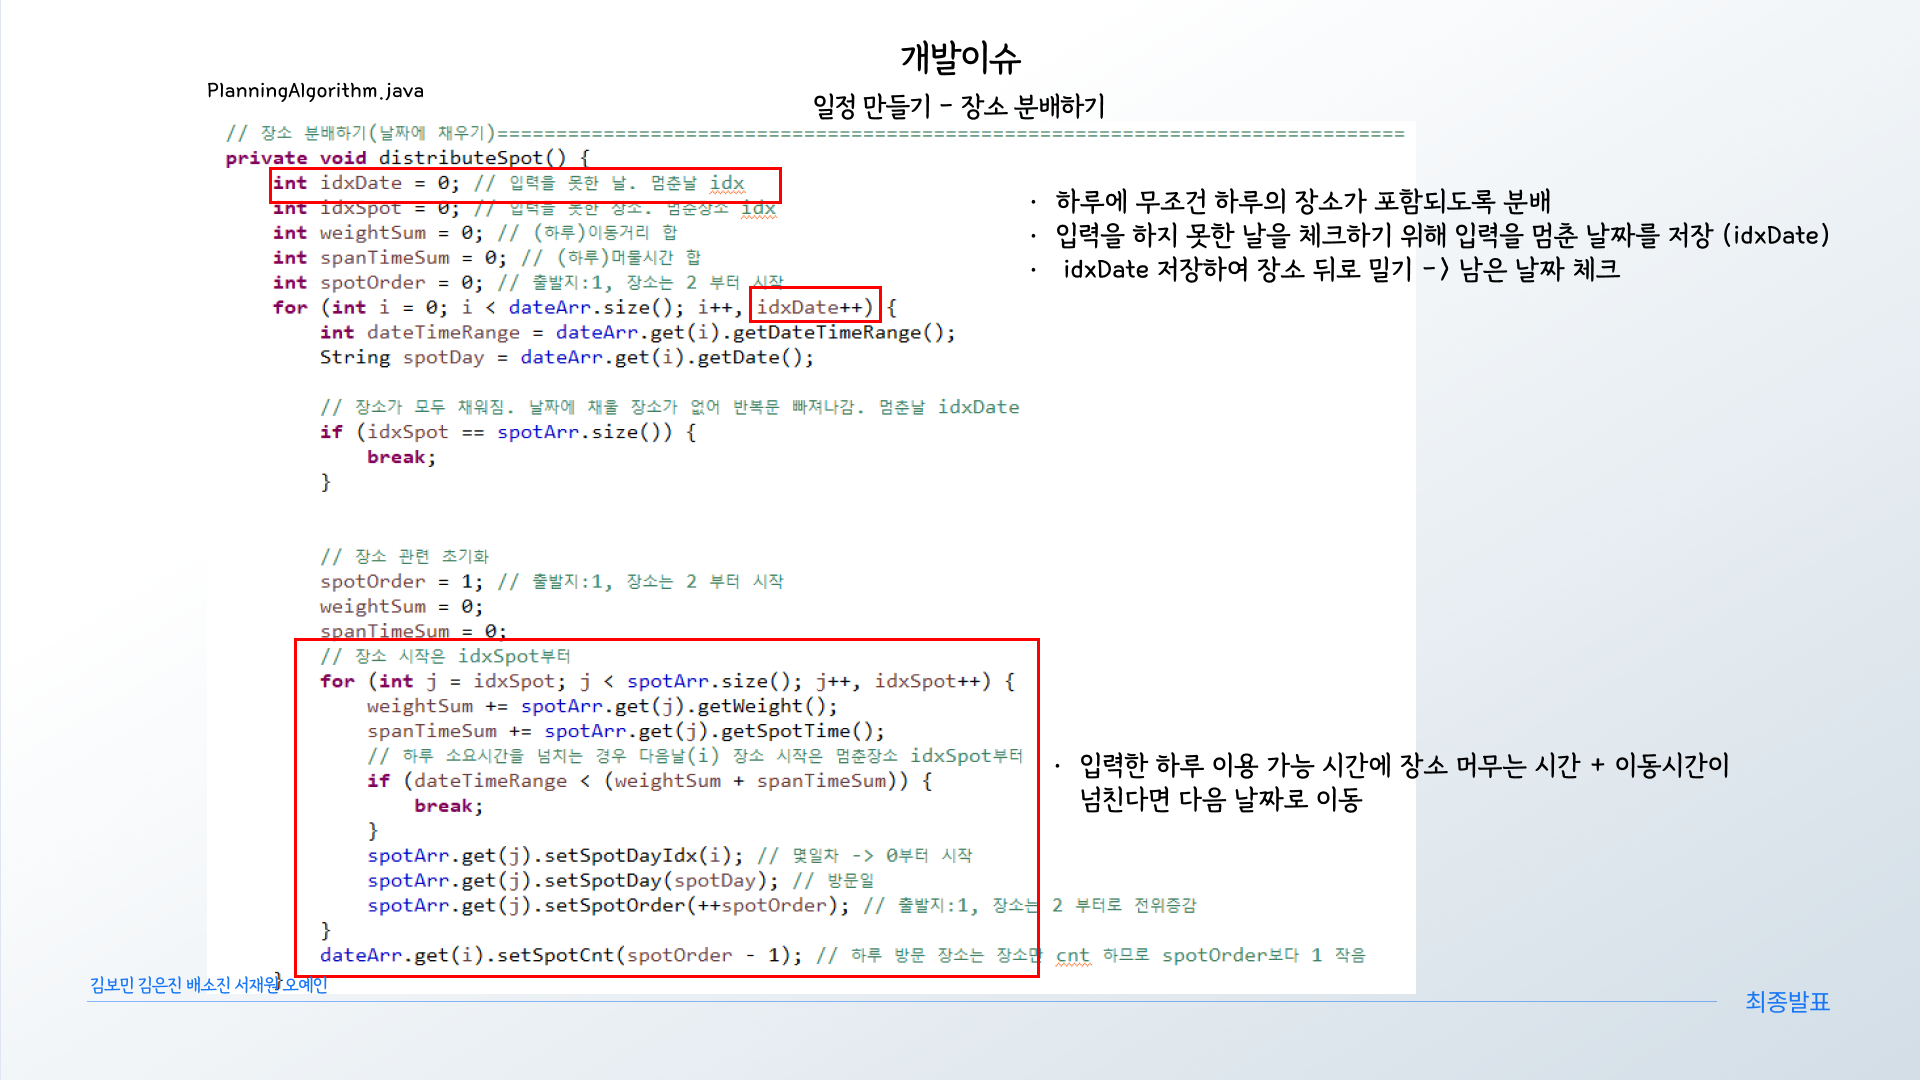 개발이슈
PlanningAlgorithm.java
일정 만들기 - 장소 분배하기
// 장소 분배하기(날짜에 채우기)=============================================================================
private void distributeSpot() {
int idxDate = 0; // 입력을 못한 날. 멈춘날 idx
int idxSpot = 0; // 입력을 못한 장소. 멈춘장소 idx
int weightSum = 0; // (하루)이동거리 합
int spanTimeSum = 0; // (하루)머물시간 합
int spotOrder = 0; // 출발지:1, 장소는 2 부터 시작
for (int i = 0; i < dateArr.size(); i++, idxDate++) {
int dateTimeRange = dateArr.get(i).getDateTimeRange();
String spotDay = dateArr.get(i).getDate();
// 장소가 모두 채워짐. 날짜에 채울 장소가 없어 반복문 빠져나감. 멈춘날 idxDate
if (idxSpot == spotArr.size()) {
break;
}
// 장소 관련 초기화
spotOrder = 1; // 출발지:1, 장소는 2 부터 시작
weightSum = 0;
spanTimeSum = 0;
// 장소 시작은 idxSpot부터
for (int j = idxSpot; j < spotArr.size(); j++, idxSpot++) {
weightSum += spotArr.get(j).getWeight();
spanTimeSum += spotArr.get(j).getSpotTime();
// 하루 소요시간을 넘치는 경우 다음날(i) 장소 시작은 멈춘장소 idxSpot부터
if (dateTimeRange < (weightSum + spanTimeSum)) {
break;
}
spotArr.get(j).setSpotDayIdx(i); // 몇일차 -> 0부터 시작
spotArr.get(j).setSpotDay(spotDay); // 방문일
spotArr.get(j).setSpotOrder(++spotOrder); // 출발지:1, 장소는 2 부터로 전위증감
}
dateArr.get(i).setSpotCnt(spotOrder - 1); // 하루 방문 장소는 장소만 cnt 하므로 spotOrder보다 1 작음
}
· 하루에 무조건 하루의 장소가 포함되도록 분배
· 입력을 하지 못한 날을 체크하기 위해 입력을 멈춘 날짜를 저장 (idxDate)
· idxDate 저장하여 장소 뒤로 밀기 -> 남은 날짜 체크
· 입력한 하루 이용 가능 시간에 장소 머무는 시간 + 이동시간이
넘친다면 다음 날짜로 이동
김보민 김은진 배소진 서재원 오예인
최종발표